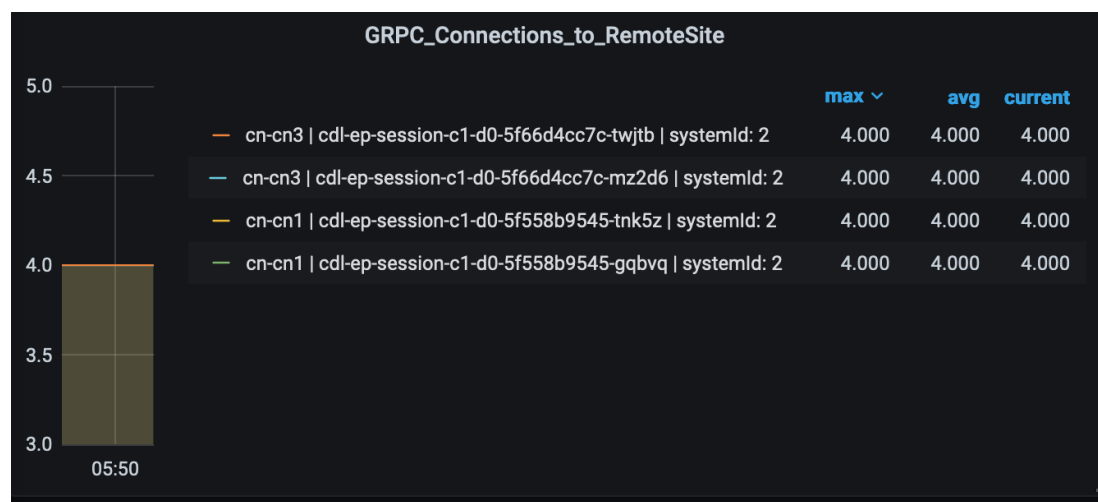 GRPC_Connections_to_RemoteSite
5.0
4.5
4.0
3.5
3.0
05:50
max avg current
cn-cn3 | cdl-ep-session-c1-d0-5f66d4cc7c-twjtb | systemId: 2 4.000 4.000 4.000
cn-cn3 | cdl-ep-session-c1-d0-5f66d4cc7c-mz2d6 | systemId: 2 4.000 4.000 4.000
cn-cn1 | cdl-ep-session-c1-d0-5f558b9545-tnk5z | systemId: 2 4.000 4.000 4.000
cn-cn1 | cdl-ep-session-c1-d0-5f558b9545-gqbvq | systemId: 2 4.000 4.000 4.000